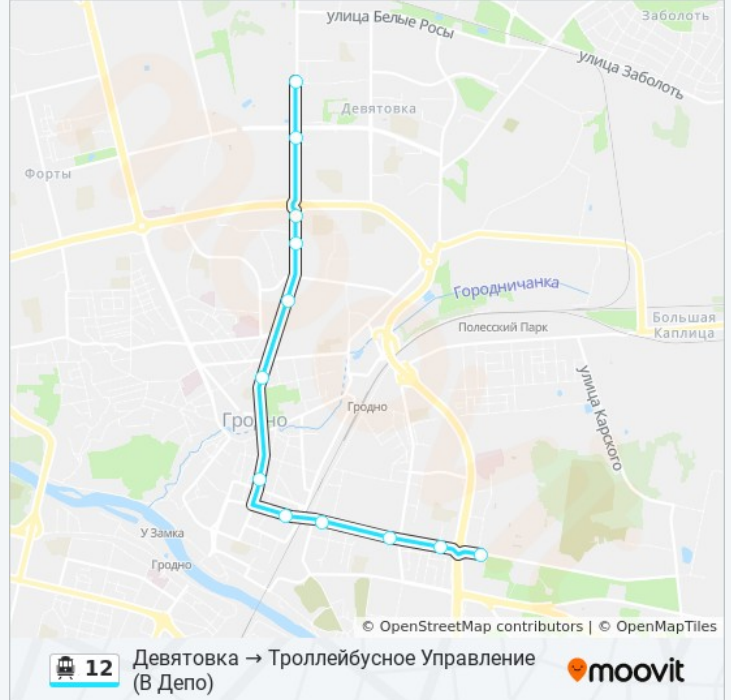 улица Белые Росы
Заболоть
улица Заболоть
Девятовка
Форты
Городничанка
Большая
Каплица
Полесский Парк
улица Карского
Гродно
Гродно
У Замка
Гродно
© OpenStreetMap contributors | © OpenMapTiles
12
Девятовка → Троллейбусное Управление
(В Депо)
moovit